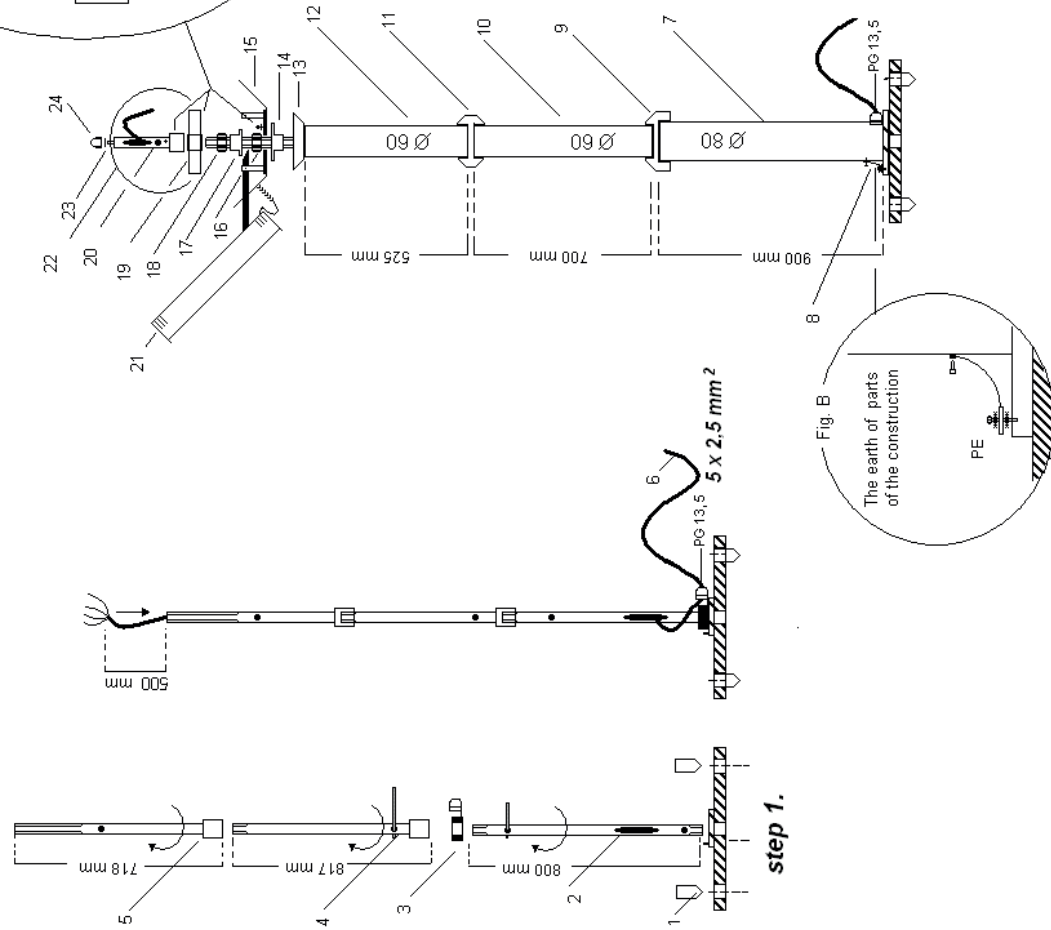 24
23
22
20
19
18
17
16
15
14
13
12
11
10
9
7
8
21
Ø 60
Ø 60
Ø 80
525 mm
700 mm
900 mm
PG 13,5
Fig. B
The earth of parts
of the construction
PE
500 mm
6
5 x 2,5 mm²
PG 13,5
718 mm
817 mm
800 mm
5
4
3
2
1
step 1.